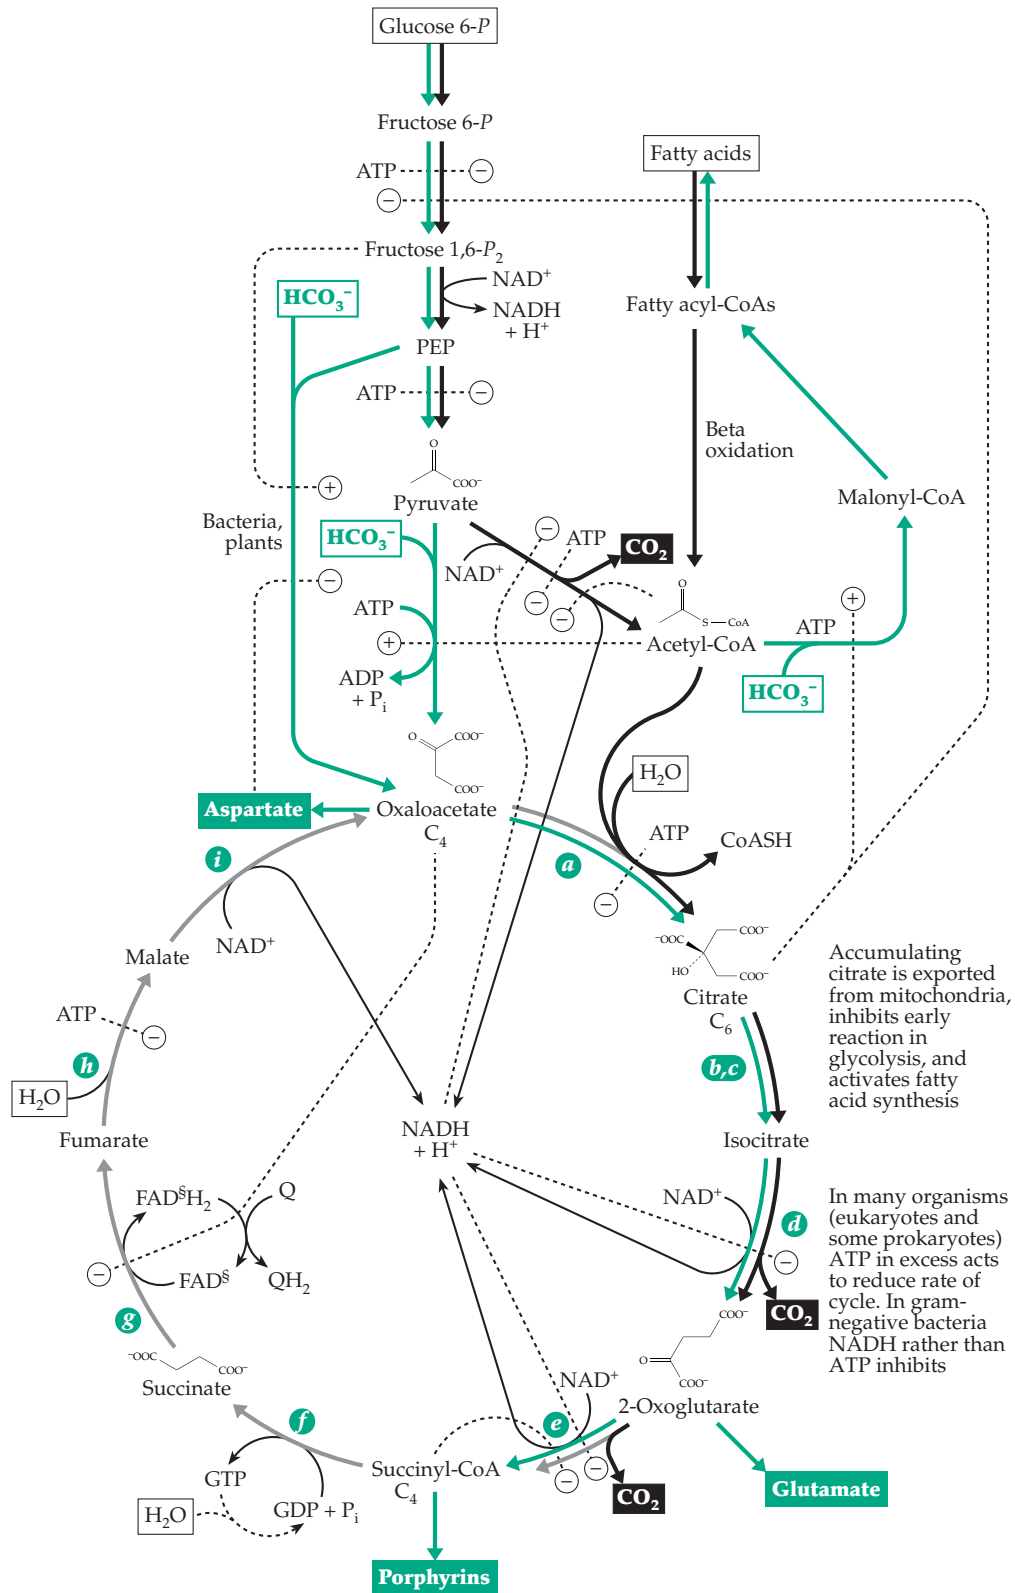 Glucose 6-P
Fructose 6-P
ATP
−
−
Fatty acids
Fructose 1,6-P₂
HCO₃⁻
NAD⁺
NADH
+ H⁺
Fatty acyl-CoAs
PEP
ATP
−
Beta
oxidation
O
COO⁻
Pyruvate
+
Malonyl-CoA
Bacteria,
plants
HCO₃⁻
NAD⁺
−
ATP
CO₂
−
−
−
ATP
+
ADP
+ Pᵢ
O
S
CoA
Acetyl-CoA
ATP
+
HCO₃⁻
O
COO⁻
COO⁻
H₂O
Aspartate
Oxaloacetate
C₄
ATP
CoASH
a
−
i
NAD⁺
Malate
⁻OOC
COO⁻
HO
COO⁻
Citrate
C₆
Accumulating
citrate is exported
from mitochondria,
inhibits early
reaction in
glycolysis, and
activates fatty
acid synthesis
ATP
−
h
H₂O
b,c
Fumarate
NADH
+ H⁺
Isocitrate
FAD§H₂
Q
NAD⁺
d
−
FAD§
QH₂
−
g
CO₂
In many organisms
(eukaryotes and
some prokaryotes)
ATP in excess acts
to reduce rate of
cycle. In gram-
negative bacteria
NADH rather than
ATP inhibits
⁻OOC
COO⁻
Succinate
COO⁻
O
COO⁻
2-Oxoglutarate
NAD⁺
f
e
GTP
H₂O
GDP + Pᵢ
Succinyl-CoA
C₄
−
−
CO₂
Glutamate
Porphyrins